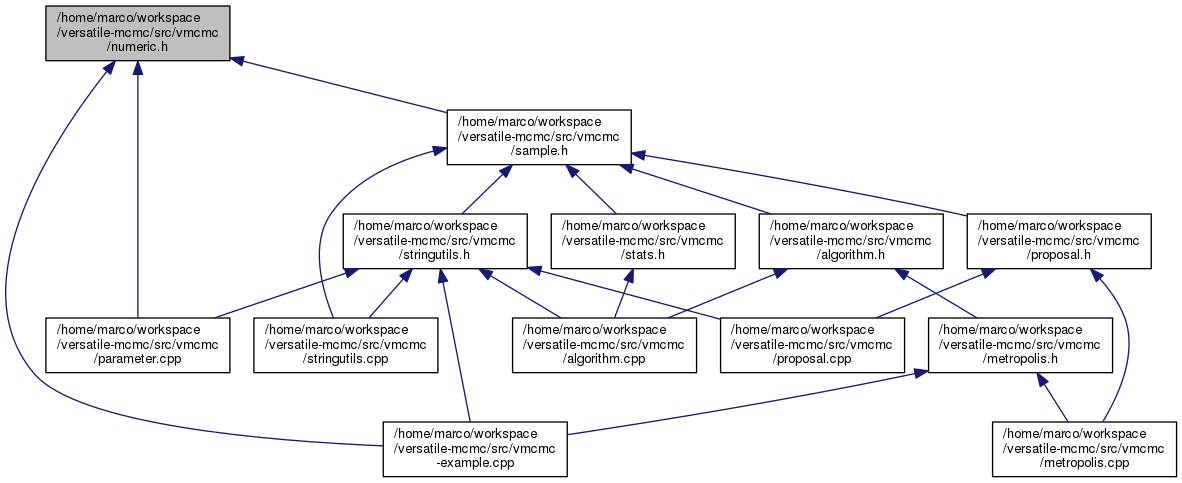 /home/marco/workspace
/versatile-mcmc/src/vmcmc
/numeric.h
/home/marco/workspace
/versatile-mcmc/src/vmcmc
/sample.h
/home/marco/workspace
/versatile-mcmc/src/vmcmc
/stringutils.h
/home/marco/workspace
/versatile-mcmc/src/vmcmc
/stats.h
/home/marco/workspace
/versatile-mcmc/src/vmcmc
/algorithm.h
/home/marco/workspace
/versatile-mcmc/src/vmcmc
/proposal.h
/home/marco/workspace
/versatile-mcmc/src/vmcmc
/parameter.cpp
/home/marco/workspace
/versatile-mcmc/src/vmcmc
/stringutils.cpp
/home/marco/workspace
/versatile-mcmc/src/vmcmc
/algorithm.cpp
/home/marco/workspace
/versatile-mcmc/src/vmcmc
/proposal.cpp
/home/marco/workspace
/versatile-mcmc/src/vmcmc
/metropolis.h
/home/marco/workspace
/versatile-mcmc/src/vmcmc
-example.cpp
/home/marco/workspace
/versatile-mcmc/src/vmcmc
/metropolis.cpp